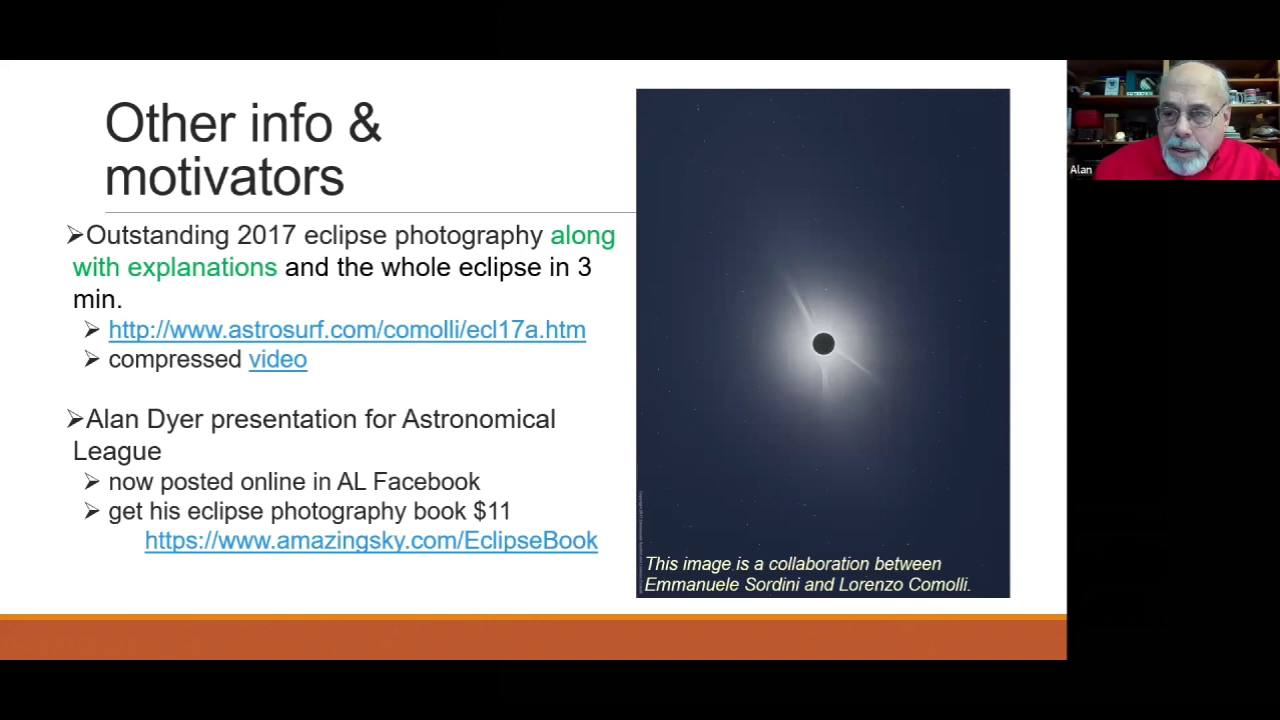 Other info &
motivators
➢Outstanding 2017 eclipse photography along
with explanations and the whole eclipse in 3
min.
➢ http://www.astrosurf.com/comolli/ecl17a.htm
➢ compressed video
➢Alan Dyer presentation for Astronomical
League
➢ now posted online in AL Facebook
➢ get his eclipse photography book $11
https://www.amazingsky.com/EclipseBook
This image is a collaboration between
Emmanuele Sordini and Lorenzo Comolli.
Alan